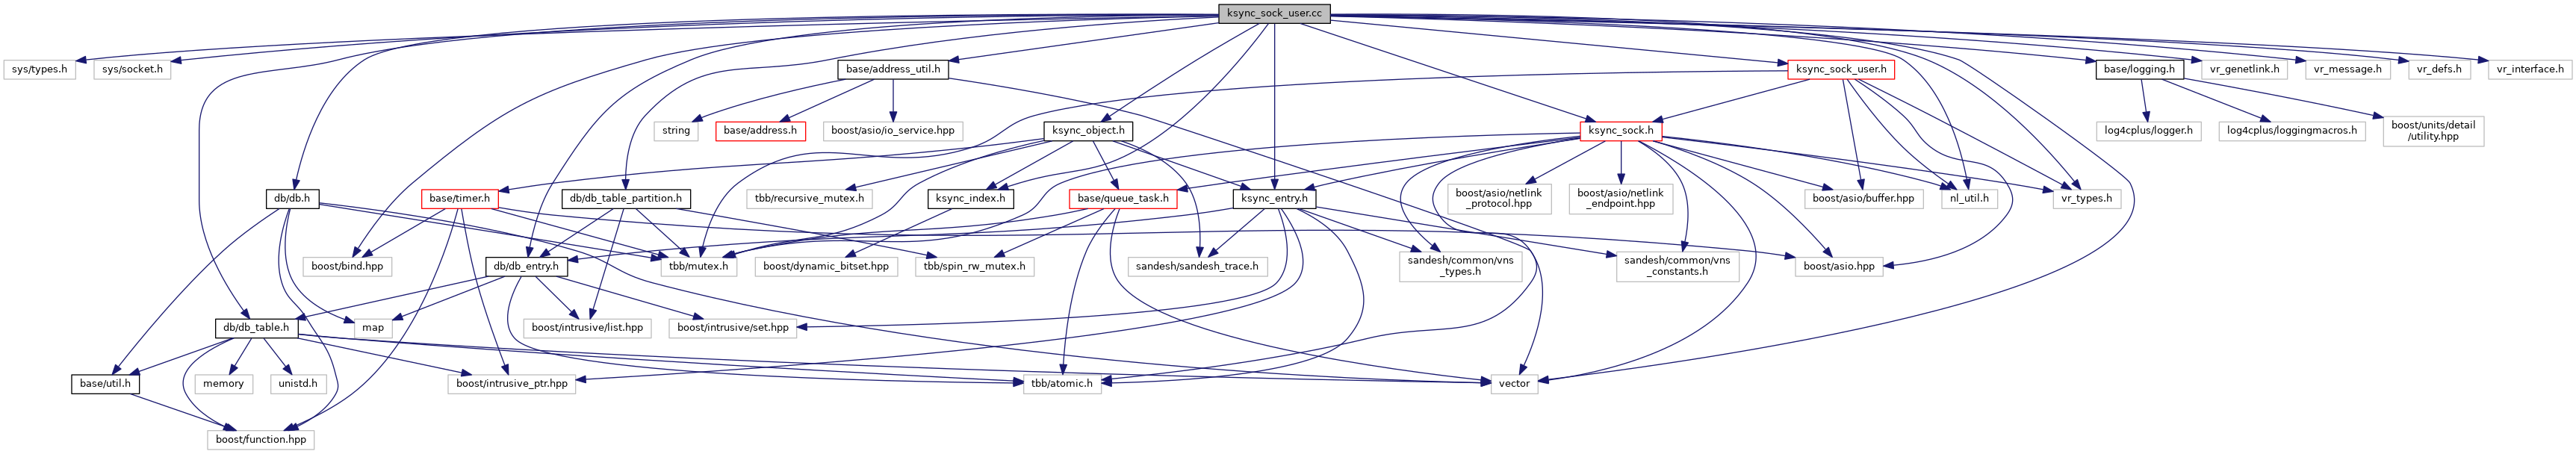 ksync_sock_user.cc
sys/types.h
sys/socket.h
base/address_util.h
ksync_sock_user.h
base/logging.h
vr_genetlink.h
vr_message.h
vr_defs.h
vr_interface.h
string
base/address.h
boost/asio/io_service.hpp
ksync_object.h
ksync_sock.h
log4cplus/logger.h
log4cplus/loggingmacros.h
boost/units/detail
/utility.hpp
db/db.h
base/timer.h
db/db_table_partition.h
tbb/recursive_mutex.h
ksync_index.h
base/queue_task.h
ksync_entry.h
boost/asio/netlink
_protocol.hpp
boost/asio/netlink
_endpoint.hpp
boost/asio/buffer.hpp
nl_util.h
vr_types.h
boost/bind.hpp
db/db_entry.h
tbb/mutex.h
boost/dynamic_bitset.hpp
tbb/spin_rw_mutex.h
sandesh/sandesh_trace.h
sandesh/common/vns
_types.h
sandesh/common/vns
_constants.h
boost/asio.hpp
db/db_table.h
map
boost/intrusive/list.hpp
boost/intrusive/set.hpp
base/util.h
memory
unistd.h
boost/intrusive_ptr.hpp
tbb/atomic.h
vector
boost/function.hpp